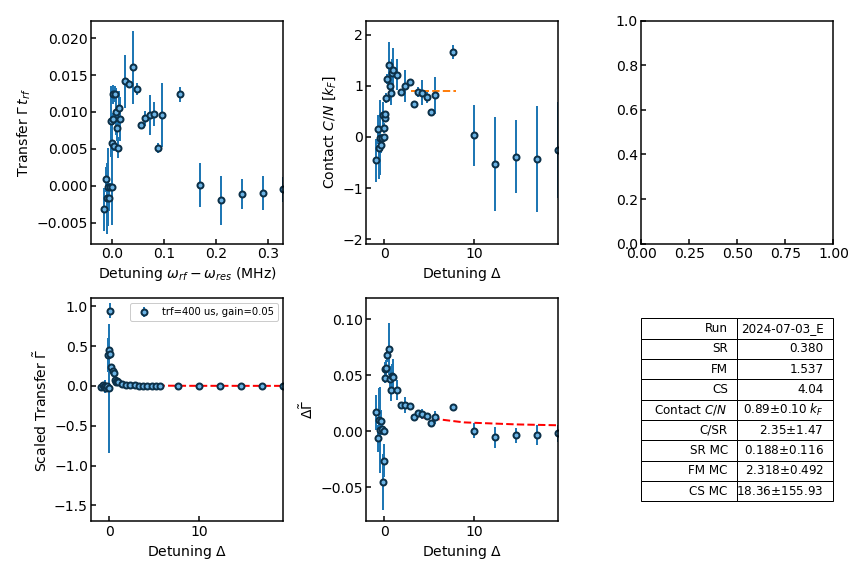 0.020
0.015
0.010
0.005
0.000
−0.005
Transfer Γ t_rf
0.0 0.1 0.2 0.3
Detuning ω_rf − ω_res (MHz)
2
1
0
−1
−2
Contact C/N [k_F]
0 10
Detuning Δ
1.0
0.8
0.6
0.4
0.2
0.0
0.00 0.25 0.50 0.75 1.00
1.0
0.5
0.0
−0.5
−1.0
−1.5
Scaled Transfer Γ̃
trf=400 us, gain=0.05
0 10
Detuning Δ
0.10
0.05
0.00
−0.05
ΔΓ̃
0 10
Detuning Δ
Run 2024-07-03_E
SR 0.380
FM 1.537
CS 4.04
Contact C/N 0.89±0.10 k_F
C/SR 2.35±1.47
SR MC 0.188±0.116
FM MC 2.318±0.492
CS MC 18.36±155.93